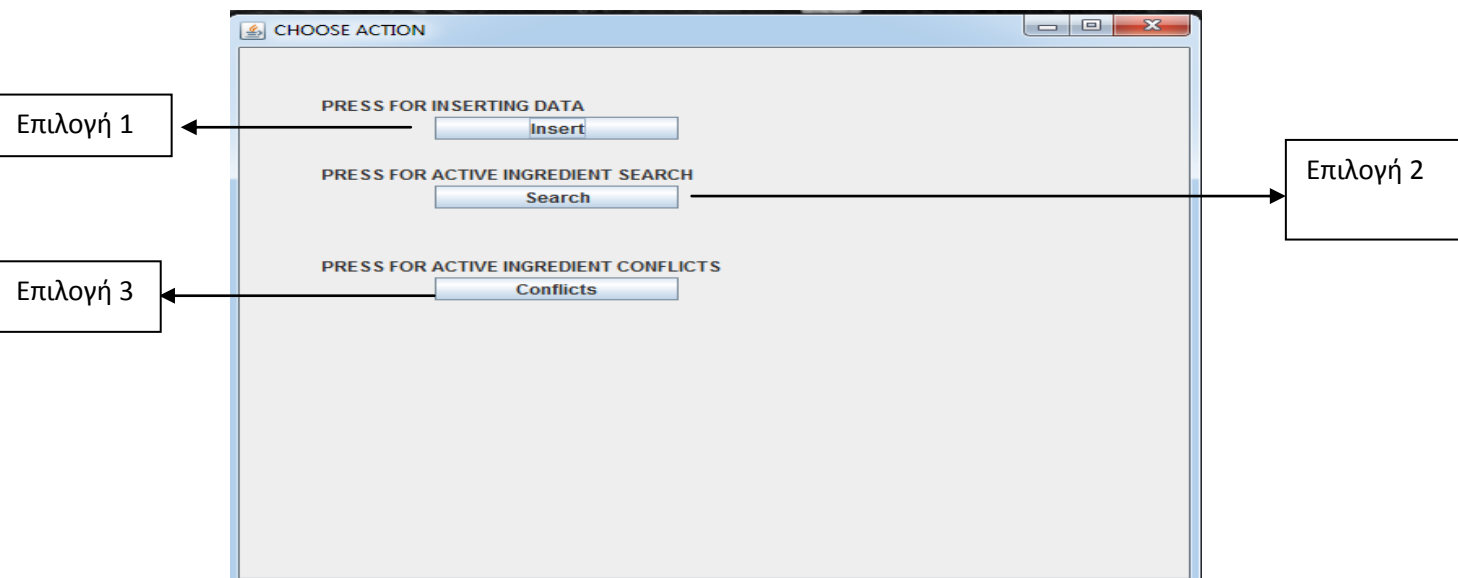 CHOOSE ACTION
PRESS FOR INSERTING DATA
Επιλογή 1
Insert
PRESS FOR ACTIVE INGREDIENT SEARCH
Επιλογή 2
Search
PRESS FOR ACTIVE INGREDIENT CONFLICTS
Επιλογή 3
Conflicts